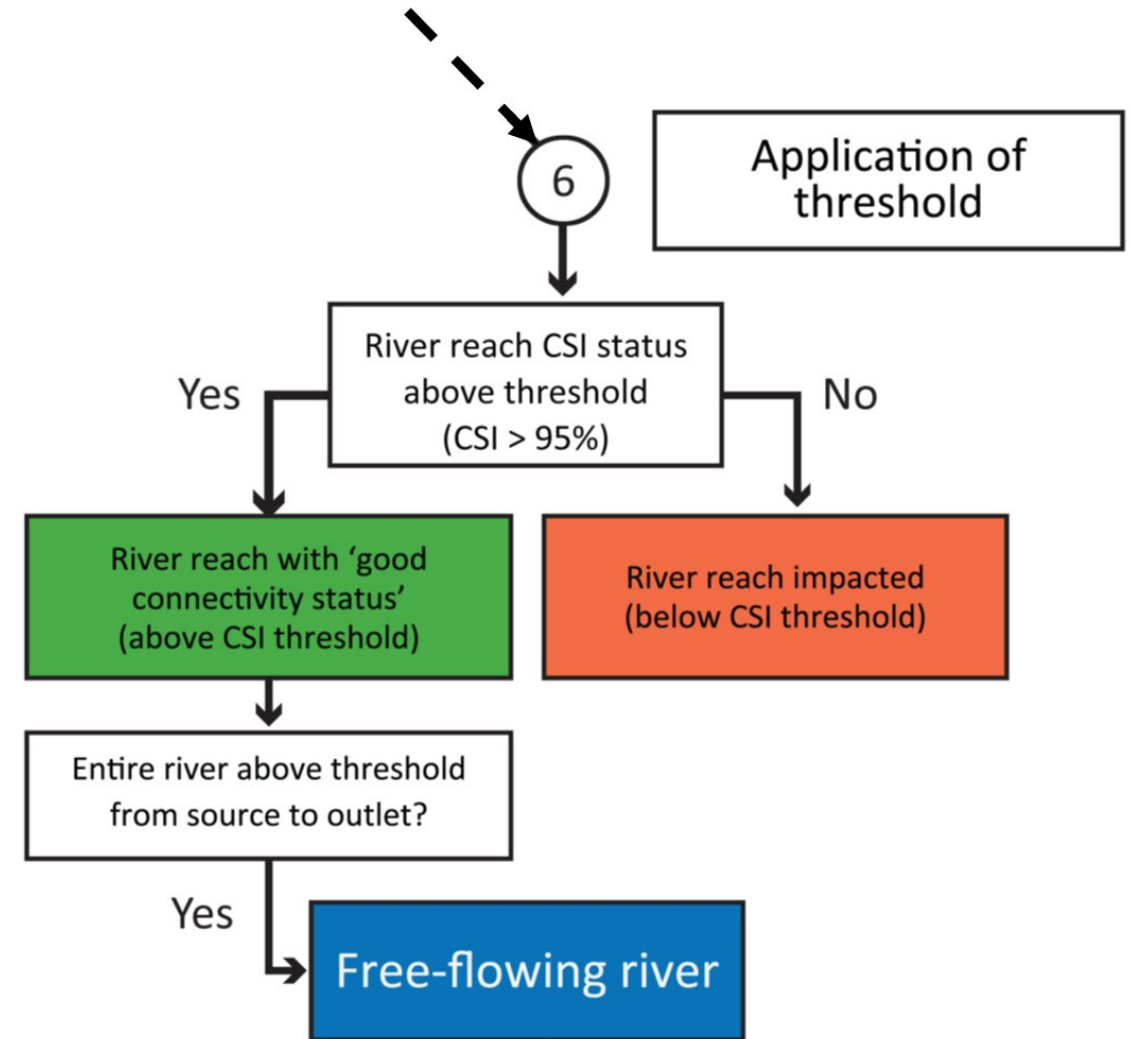 6
Application of
threshold
River reach CSI status
above threshold
(CSI > 95%)
Yes
No
River reach with ‘good
connectivity status’
(above CSI threshold)
River reach impacted
(below CSI threshold)
Entire river above threshold
from source to outlet?
Yes
Free-flowing river